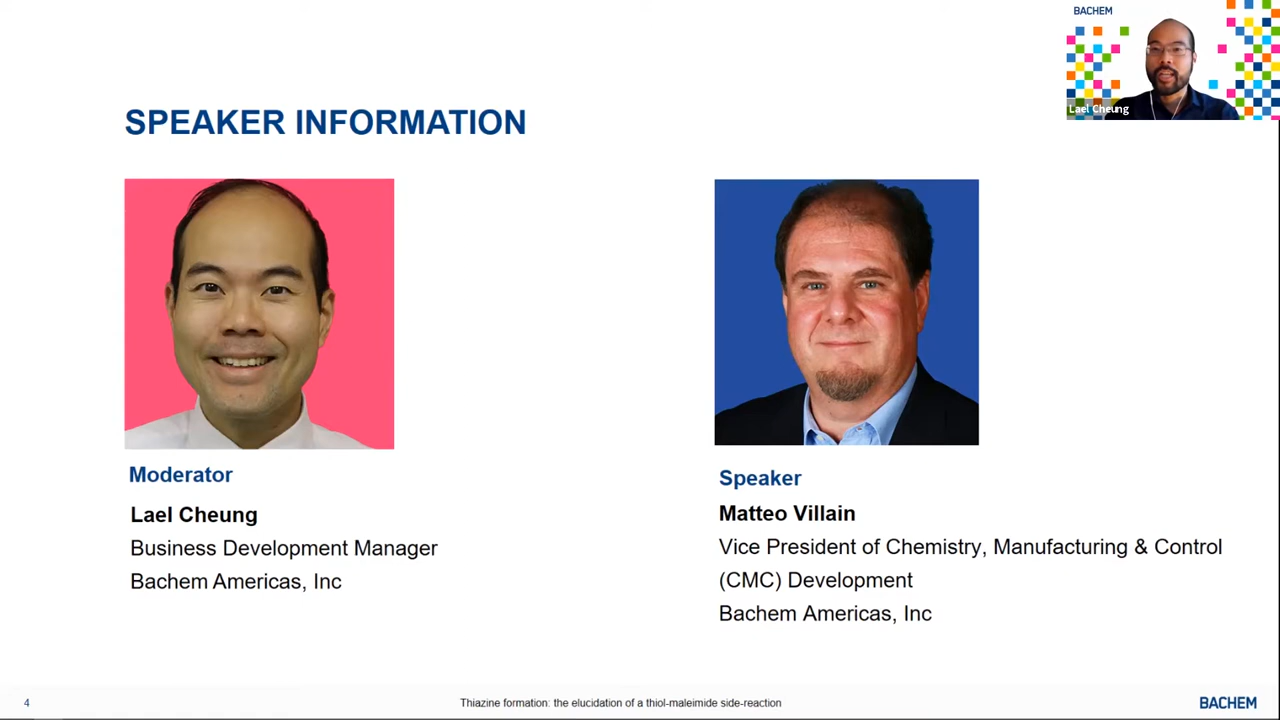 BACHEM
Lael Cheung
SPEAKER INFORMATION
Moderator
Lael Cheung
Business Development Manager
Bachem Americas, Inc
Speaker
Matteo Villain
Vice President of Chemistry, Manufacturing & Control
(CMC) Development
Bachem Americas, Inc
4
Thiazine formation: the elucidation of a thiol-maleimide side-reaction
BACHEM